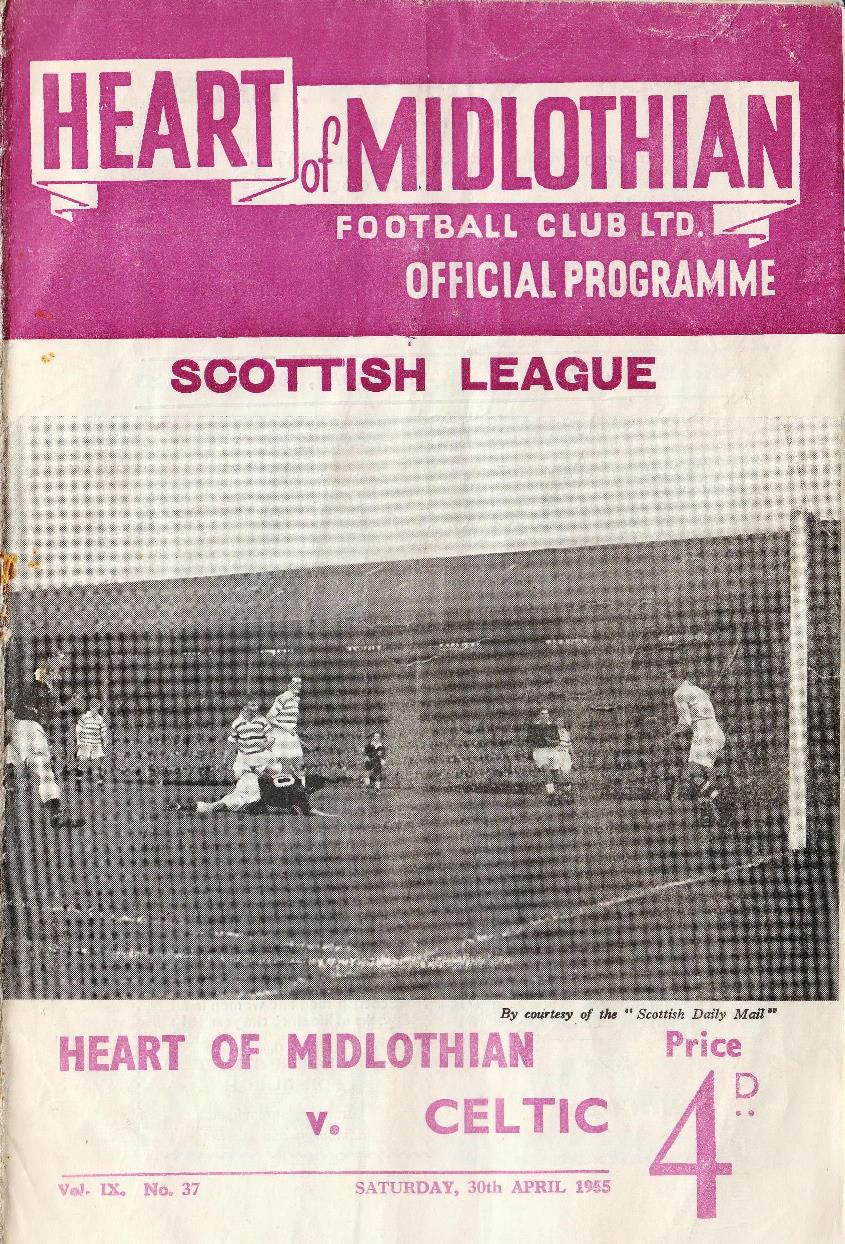 HEART of MIDLOTHIAN
FOOTBALL CLUB LTD.
OFFICIAL PROGRAMME
SCOTTISH LEAGUE
By courtesy of the "Scottish Daily Mail"
HEART OF MIDLOTHIAN
v. CELTIC
Price
4D
Vol. IX. No. 37
SATURDAY, 30th APRIL 1955